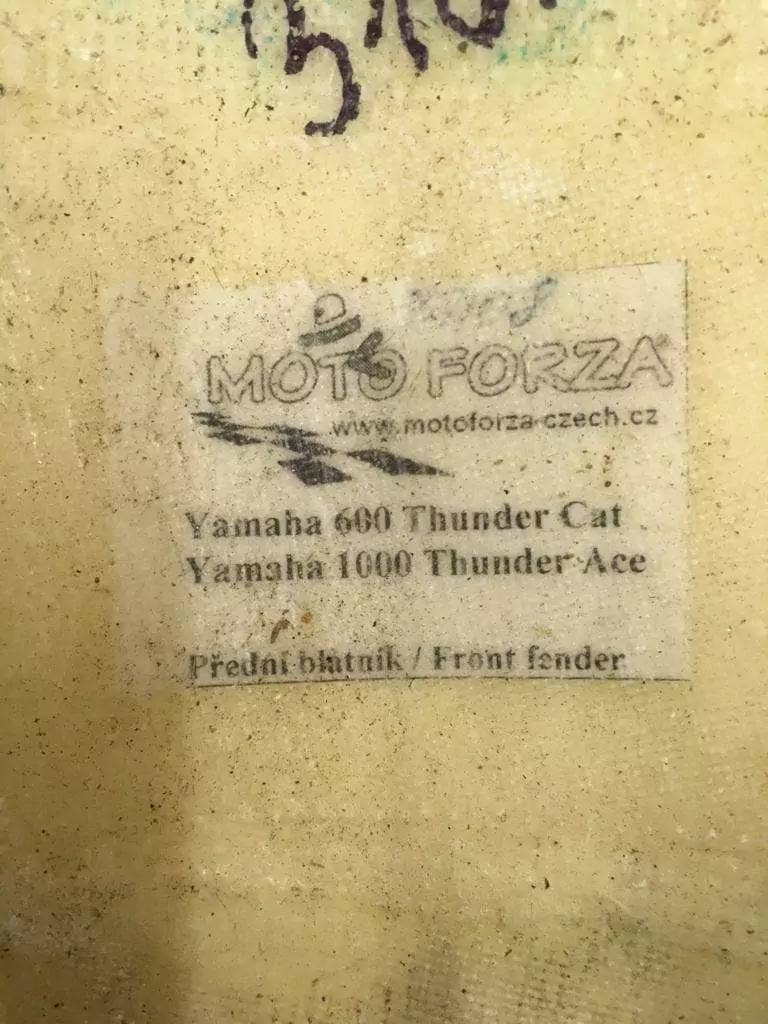 MOTO FORZA
www.motoforza-czech.cz
Yamaha 600 Thunder Cat
Yamaha 1000 Thunder Ace
Přední blatník / Front fender